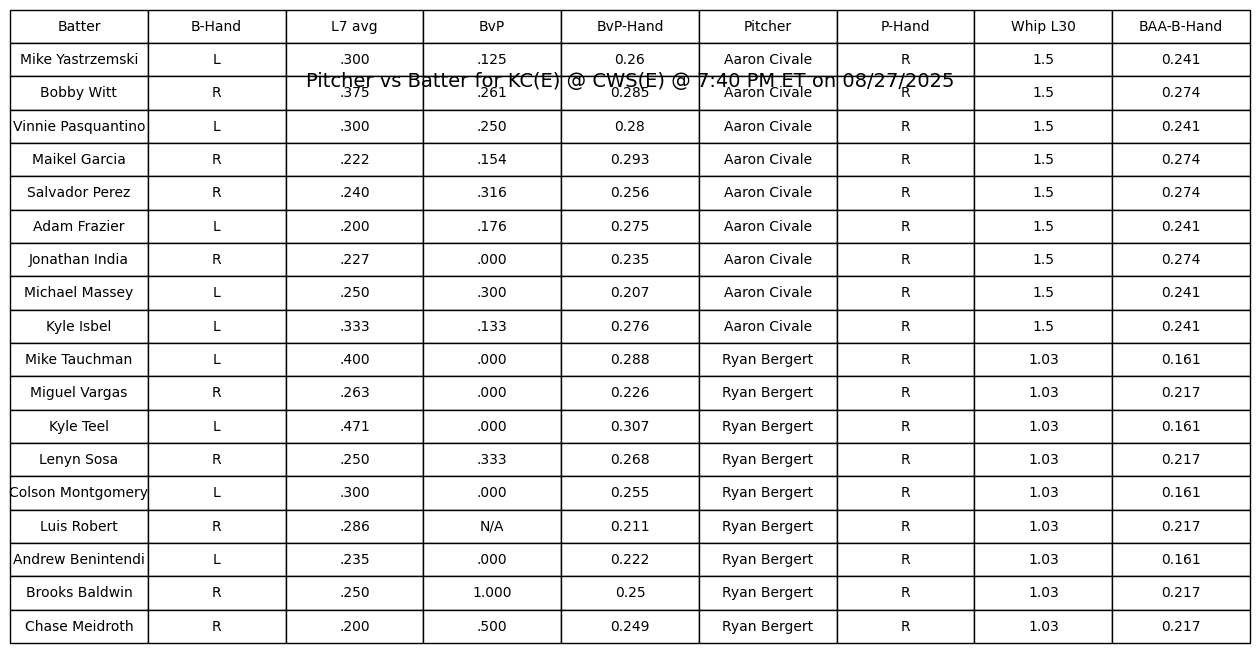 Batter B-Hand L7 avg BvP BvP-Hand Pitcher P-Hand Whip L30 BAA-B-Hand
Mike Yastrzemski L .300 .125 0.26 Aaron Civale R 1.5 0.241
Pitcher vs Batter for KC(E) @ CWS(E) @ 7:40 PM ET on 08/27/2025
Bobby Witt R .375 .261 0.285 Aaron Civale R 1.5 0.274
Vinnie Pasquantino L .300 .250 0.28 Aaron Civale R 1.5 0.241
Maikel Garcia R .222 .154 0.293 Aaron Civale R 1.5 0.274
Salvador Perez R .240 .316 0.256 Aaron Civale R 1.5 0.274
Adam Frazier L .200 .176 0.275 Aaron Civale R 1.5 0.241
Jonathan India R .227 .000 0.235 Aaron Civale R 1.5 0.274
Michael Massey L .250 .300 0.207 Aaron Civale R 1.5 0.241
Kyle Isbel L .333 .133 0.276 Aaron Civale R 1.5 0.241
Mike Tauchman L .400 .000 0.288 Ryan Bergert R 1.03 0.161
Miguel Vargas R .263 .000 0.226 Ryan Bergert R 1.03 0.217
Kyle Teel L .471 .000 0.307 Ryan Bergert R 1.03 0.161
Lenyn Sosa R .250 .333 0.268 Ryan Bergert R 1.03 0.217
Colson Montgomery L .300 .000 0.255 Ryan Bergert R 1.03 0.161
Luis Robert R .286 N/A 0.211 Ryan Bergert R 1.03 0.217
Andrew Benintendi L .235 .000 0.222 Ryan Bergert R 1.03 0.161
Brooks Baldwin R .250 1.000 0.25 Ryan Bergert R 1.03 0.217
Chase Meidroth R .200 .500 0.249 Ryan Bergert R 1.03 0.217